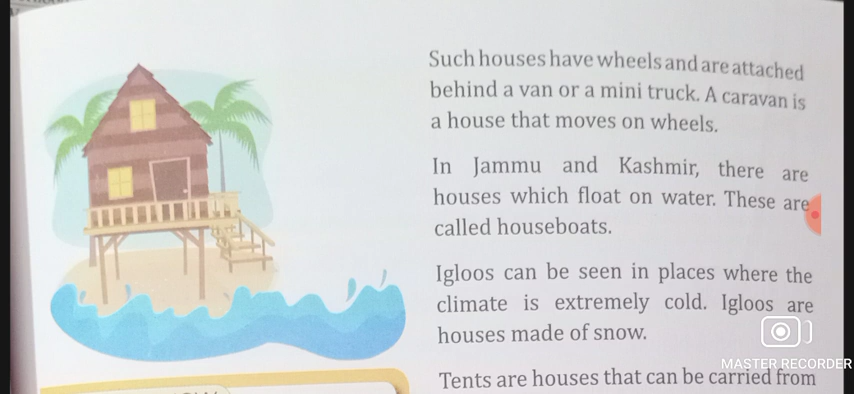 Such houses have wheels and are attached
behind a van or a mini truck. A caravan is
a house that moves on wheels.
In Jammu and Kashmir, there are
houses which float on water. These are
called houseboats.
Igloos can be seen in places where the
climate is extremely cold. Igloos are
houses made of snow.
Tents are houses that can be carried from
MASTER RECORDER